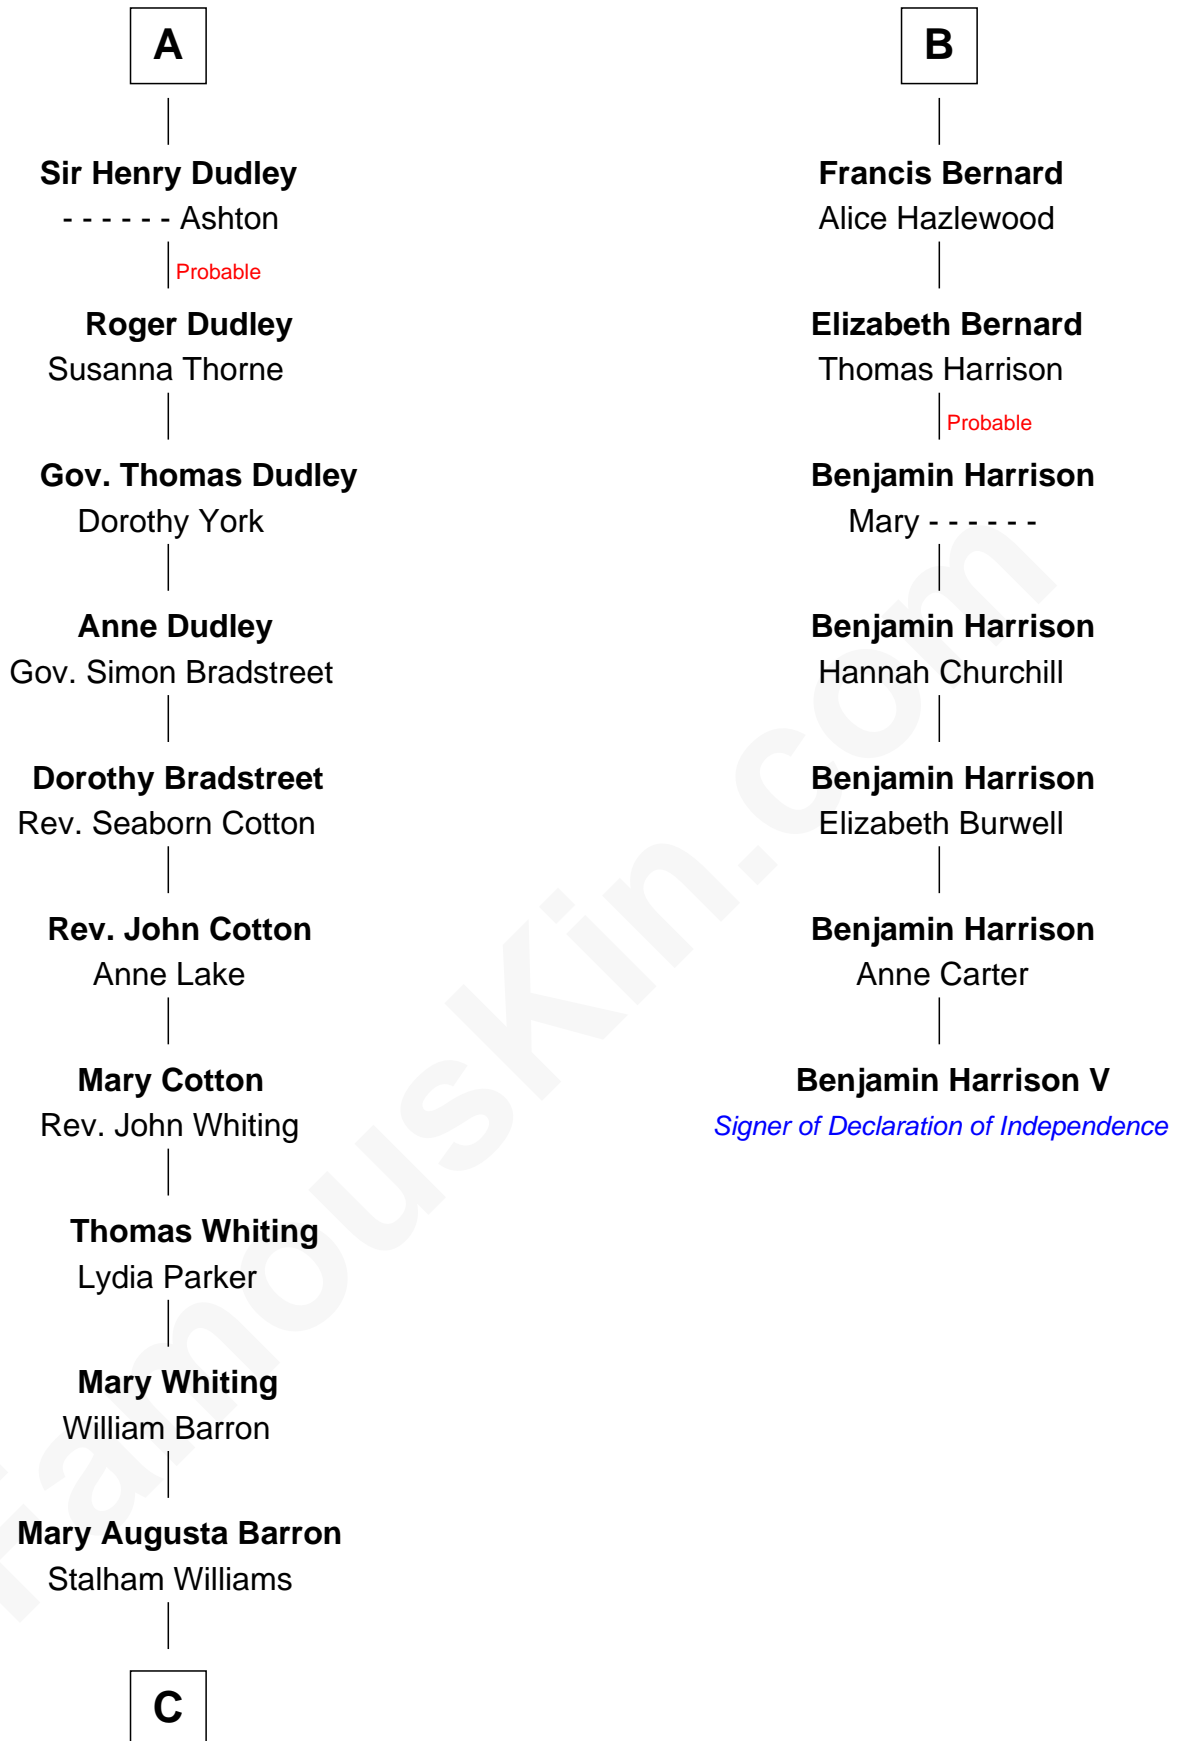 A
Sir Henry Dudley
- - - - - - Ashton
Probable
Roger Dudley
Susanna Thorne
Gov. Thomas Dudley
Dorothy York
Anne Dudley
Gov. Simon Bradstreet
Dorothy Bradstreet
Rev. Seaborn Cotton
Rev. John Cotton
Anne Lake
Mary Cotton
Rev. John Whiting
Thomas Whiting
Lydia Parker
Mary Whiting
William Barron
Mary Augusta Barron
Stalham Williams
C
B
Francis Bernard
Alice Hazlewood
Elizabeth Bernard
Thomas Harrison
Probable
Benjamin Harrison
Mary - - - - - -
Benjamin Harrison
Hannah Churchill
Benjamin Harrison
Elizabeth Burwell
Benjamin Harrison
Anne Carter
Benjamin Harrison V
Signer of Declaration of Independence
FamousKin.com